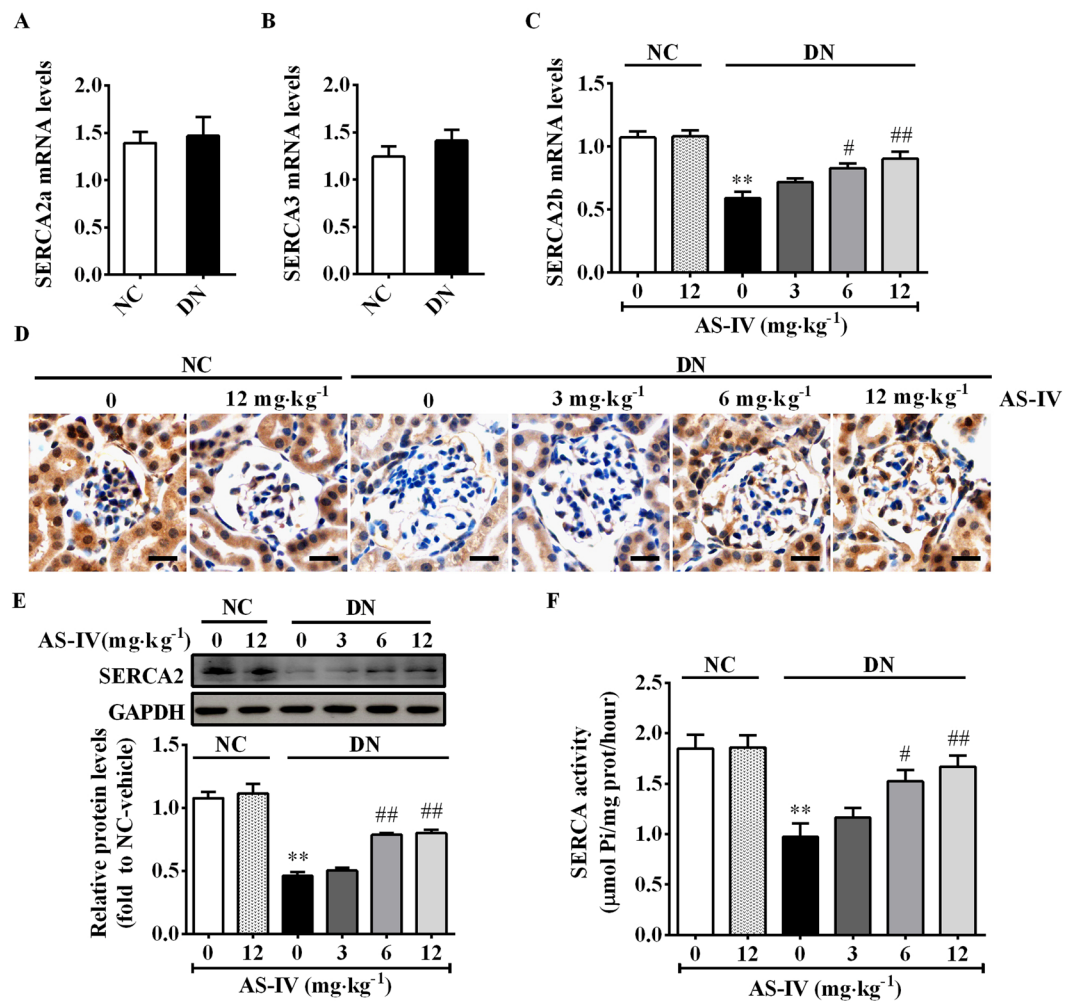 A
SERCA2a mRNA levels
2.0
1.5
1.0
0.5
0.0
NC
DN
B
SERCA3 mRNA levels
2.0
1.5
1.0
0.5
0.0
NC
DN
C
NC
DN
SERCA2b mRNA levels
1.5
1.0
0.5
0.0
**
#
##
0 12 0 3 6 12
AS-IV (mg·kg-1)
D
NC
DN
0 12 mg·kg-1 0 3 mg·kg-1 6 mg·kg-1 12 mg·kg-1 AS-IV
E
NC
DN
AS-IV(mg·kg-1) 0 12 0 3 6 12
SERCA2
GAPDH
Relative protein levels
(fold to NC-vehicle)
1.5
1.0
0.5
0.0
NC
DN
**
##
##
0 12 0 3 6 12
AS-IV (mg·kg-1)
F
NC
DN
SERCA activity
(μmol Pi/mg prot/hour)
2.5
2.0
1.5
1.0
0.5
0.0
**
#
##
0 12 0 3 6 12
AS-IV (mg·kg-1)